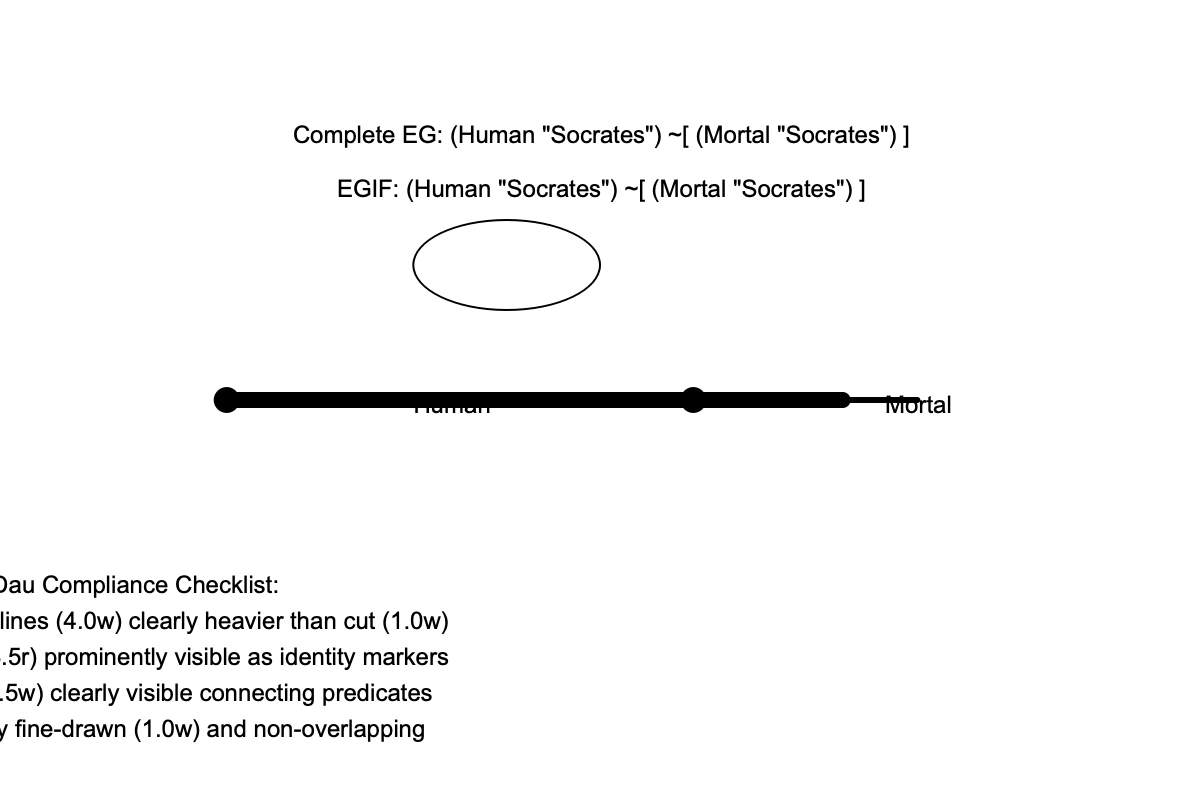 Complete EG: (Human "Socrates") ~[ (Mortal "Socrates") ]
EGIF: (Human "Socrates") ~[ (Mortal "Socrates") ]
Human
Mortal
Dau Compliance Checklist:
lines (4.0w) clearly heavier than cut (1.0w)
.5r) prominently visible as identity markers
.5w) clearly visible connecting predicates
y fine-drawn (1.0w) and non-overlapping